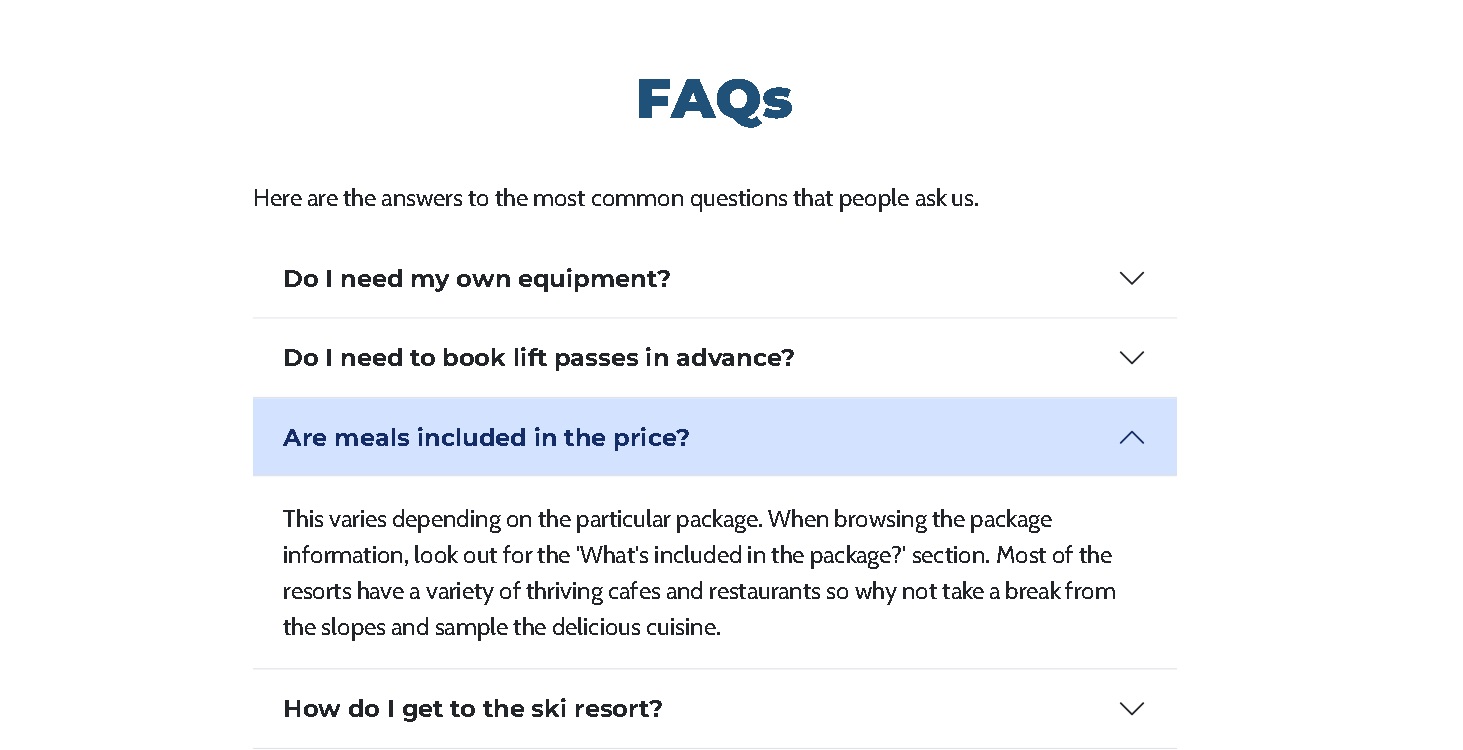 FAQs
Here are the answers to the most common questions that people ask us.
Do I need my own equipment?
Do I need to book lift passes in advance?
Are meals included in the price?
This varies depending on the particular package. When browsing the package
information, look out for the 'What's included in the package?' section. Most of the
resorts have a variety of thriving cafes and restaurants so why not take a break from
the slopes and sample the delicious cuisine.
How do I get to the ski resort?